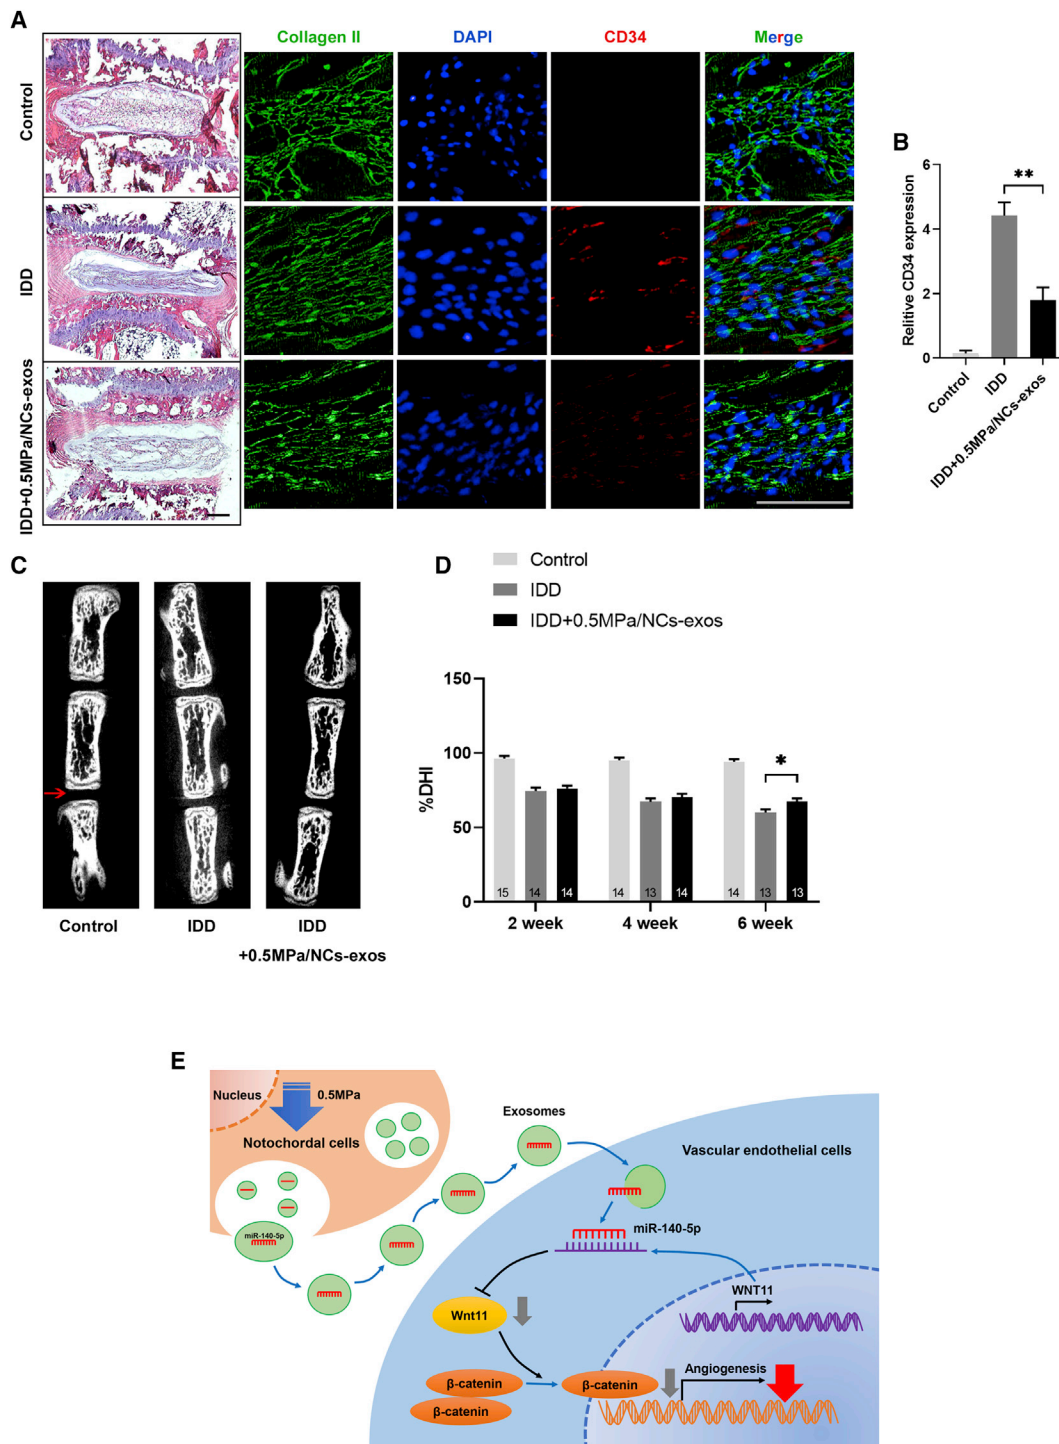 A
Collagen II
DAPI
CD34
Merge
Control
IDD
IDD+0.5MPa/NCs-exos
B
Relitive CD34 expression
6
4
2
0
**
Control
IDD
IDD+0.5MPa/NCs-exos
C
Control
IDD
IDD
+0.5MPa/NCs-exos
D
Control
IDD
IDD+0.5MPa/NCs-exos
%DHI
150
100
50
0
*
15 14 14
14 13 14
14 13 13
2 week
4 week
6 week
E
Nucleus
0.5MPa
Notochordal cells
Exosomes
Vascular endothelial cells
miR-140-5p
miR-140-5p
WNT11
Wnt11
Angiogenesis
β-catenin
β-catenin
β-catenin